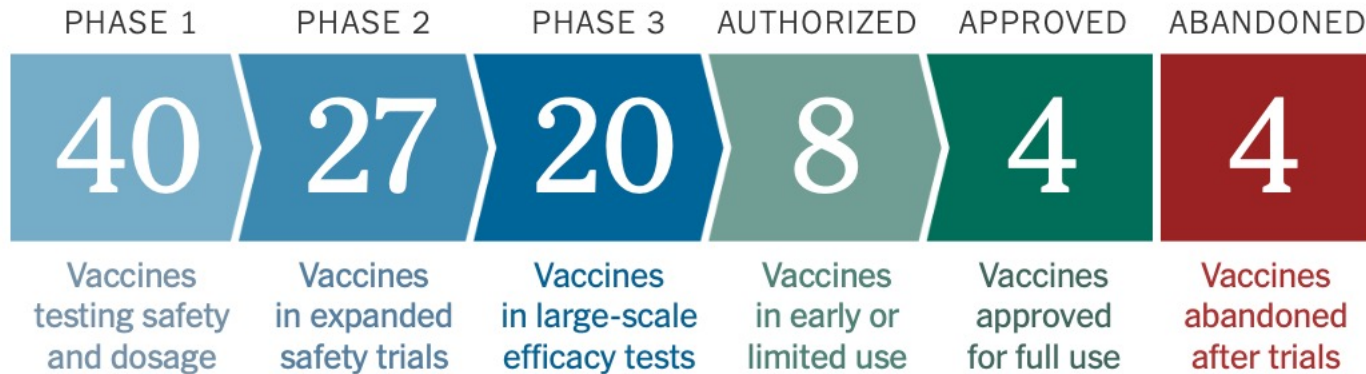 PHASE 1 PHASE 2 PHASE 3 AUTHORIZED APPROVED ABANDONED
40 27 20 8 4 4
Vaccines Vaccines Vaccines Vaccines Vaccines Vaccines
testing safety in expanded in large-scale in early or approved abandoned
and dosage safety trials efficacy tests limited use for full use after trials